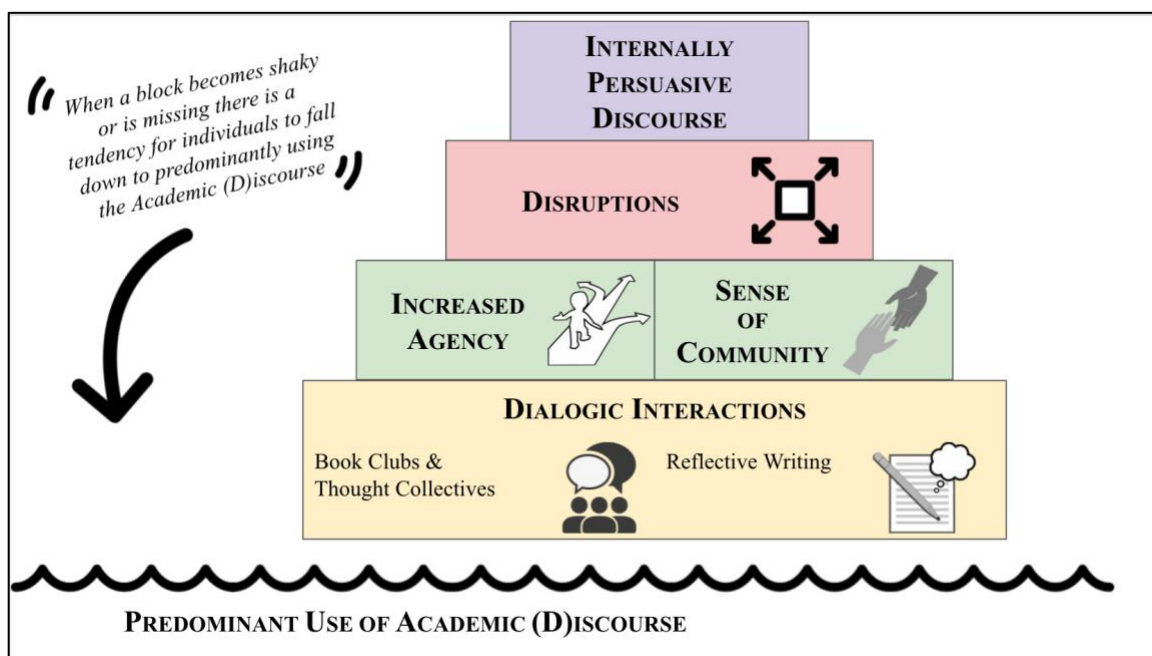 INTERNALLY
PERSUASIVE
DISCOURSE
“When a block becomes shaky
or is missing there is a
tendency for individuals to fall
down to predominantly using
the Academic (D)iscourse”
DISRUPTIONS
INCREASED
AGENCY
SENSE
OF
COMMUNITY
DIALOGIC INTERACTIONS
Book Clubs &
Thought Collectives
Reflective Writing
PREDOMINANT USE OF ACADEMIC (D)ISCOURSE